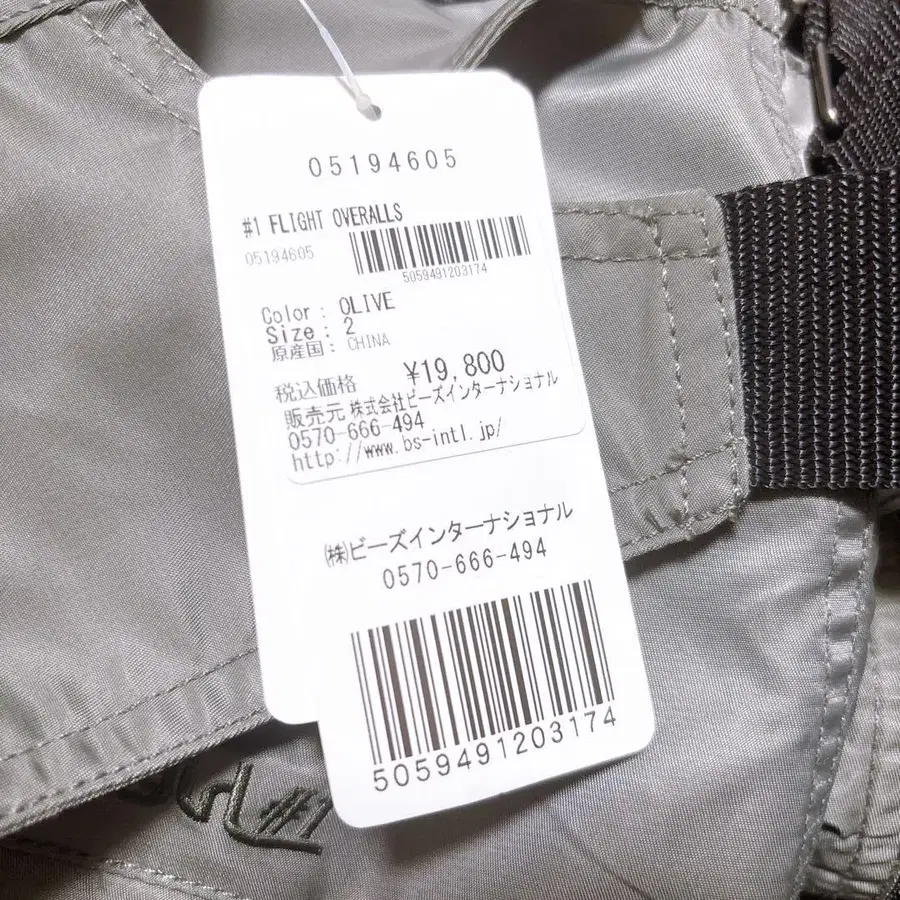 05194605
#1 FLIGHT OVERALLS
05194605
5059491203174
Color : OLIVE
Size : 2
原産国 : CHINA
税込価格 ¥19,800
販売元 株式会社ビーズインターナショナル
0570-666-494
http://www.bs-intl.jp/
㈱ビーズインターナショナル
0570-666-494
5059491203174
#1